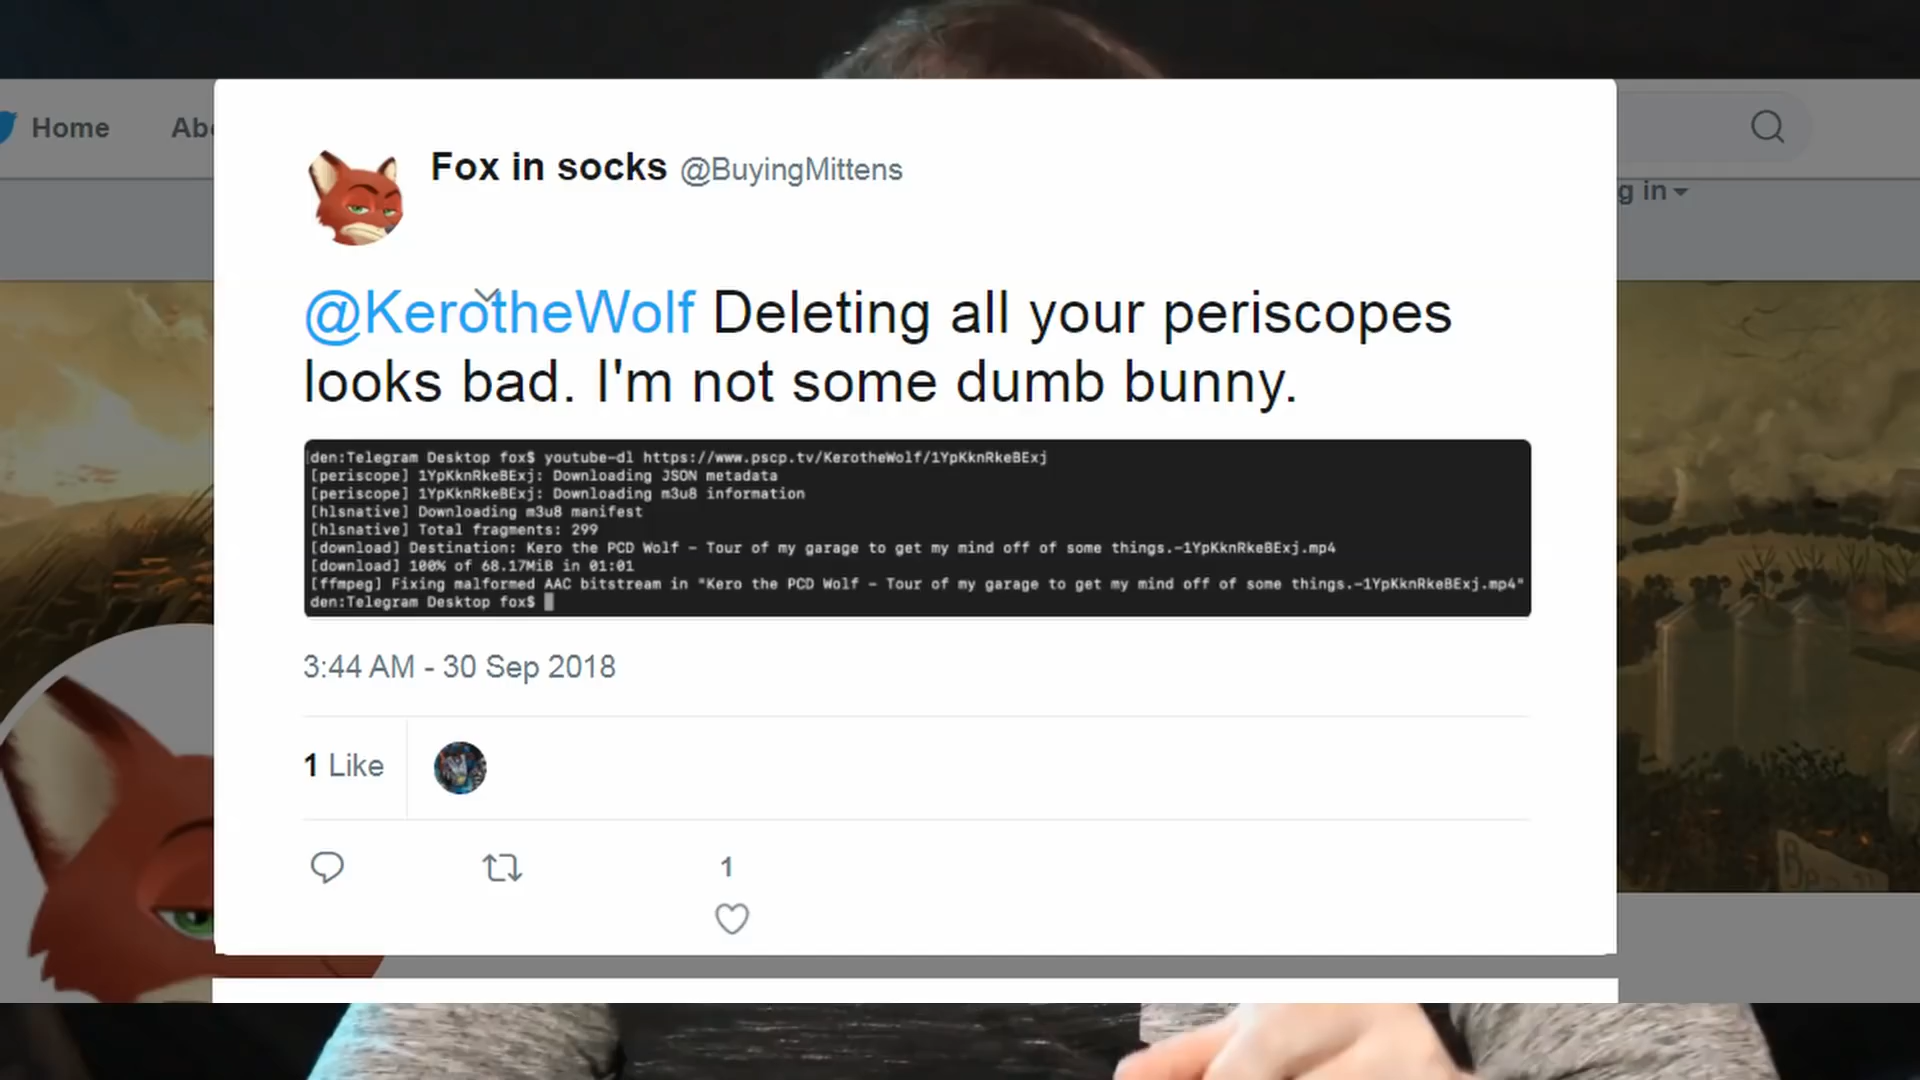 Home
Fox in socks @BuyingMittens
g in
@KerotheWolf Deleting all your periscopes
looks bad. I'm not some dumb bunny.
den:Telegram Desktop fox$ youtube-dl https://www.pscp.tv/KerotheWolf/1YpKknRkeBExj
[periscope] 1YpKknRkeBExj: Downloading JSON metadata
[periscope] 1YpKknRkeBExj: Downloading m3u8 information
[hlsnative] Downloading m3u8 manifest
[hlsnative] Total fragments: 299
[download] Destination: Kero the PCD Wolf - Tour of my garage to get my mind off of some things.-1YpKknRkeBExj.mp4
[download] 100% of 68.17MiB in 01:01
[ffmpeg] Fixing malformed AAC bitstream in "Kero the PCD Wolf - Tour of my garage to get my mind off of some things.-1YpKknRkeBExj.mp4"
den:Telegram Desktop fox$
3:44 AM - 30 Sep 2018
1 Like
1